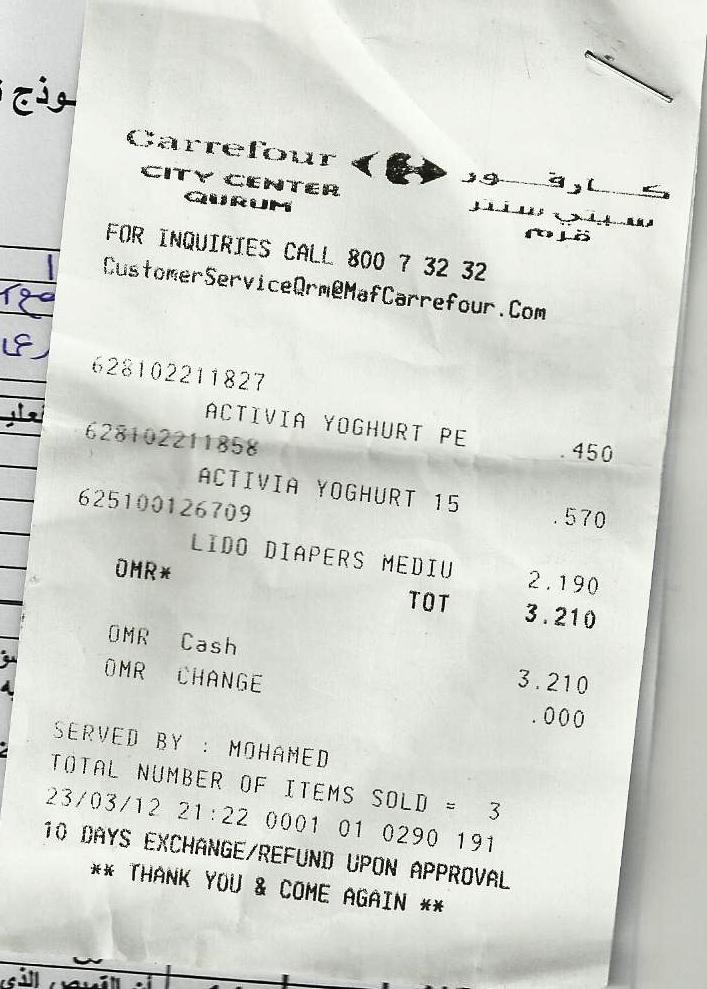 Carrefour كارفور
CITY CENTER سيتي سنتر
QURUM قرم
FOR INQUIRIES CALL 800 7 32 32
CustomerServiceQrm@MafCarrefour.Com
628102211827
ACTIVIA YOGHURT PE .450
628102211858
ACTIVIA YOGHURT 15 .570
625100126709
LIDO DIAPERS MEDIU 2.190
OMR* TOT 3.210
OMR Cash 3.210
OMR CHANGE .000
SERVED BY : MOHAMED
TOTAL NUMBER OF ITEMS SOLD = 3
23/03/12 21:22 0001 01 0290 191
10 DAYS EXCHANGE/REFUND UPON APPROVAL
** THANK YOU & COME AGAIN **